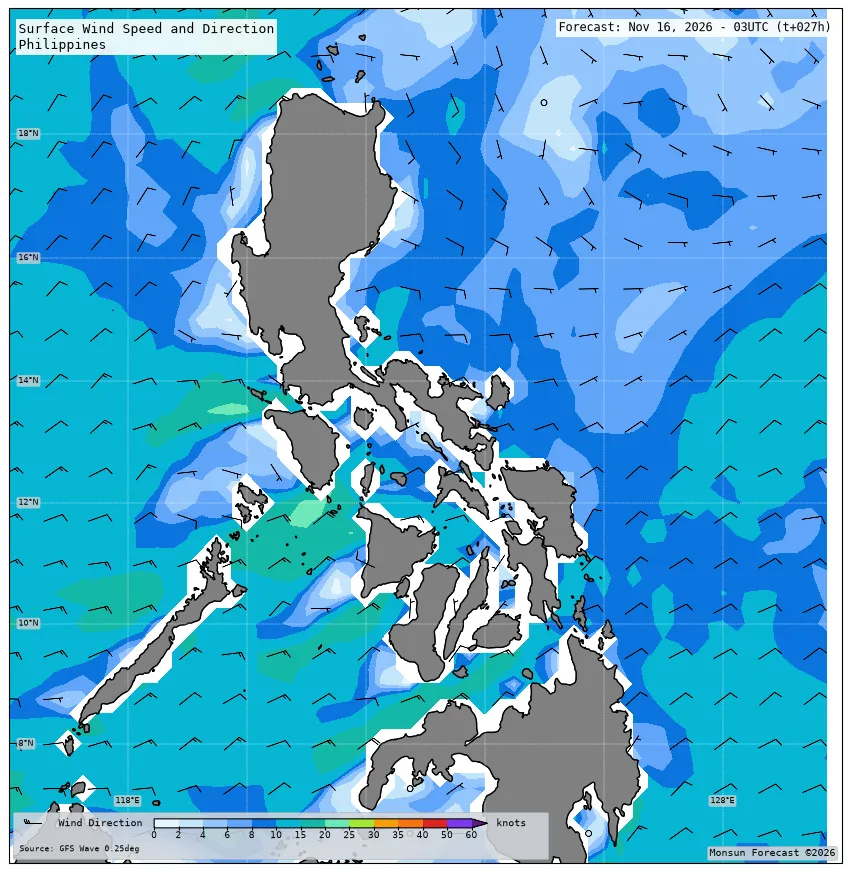 Surface Wind Speed and Direction
Philippines
Forecast: Nov 16, 2026 - 03UTC (t+027h)
18°N
16°N
14°N
12°N
10°N
8°N
118°E
128°E
Wind Direction
0 2 4 6 8 10 15 20 25 30 35 40 50 60
knots
Source: GFS Wave 0.25deg
Monsun Forecast ©2026